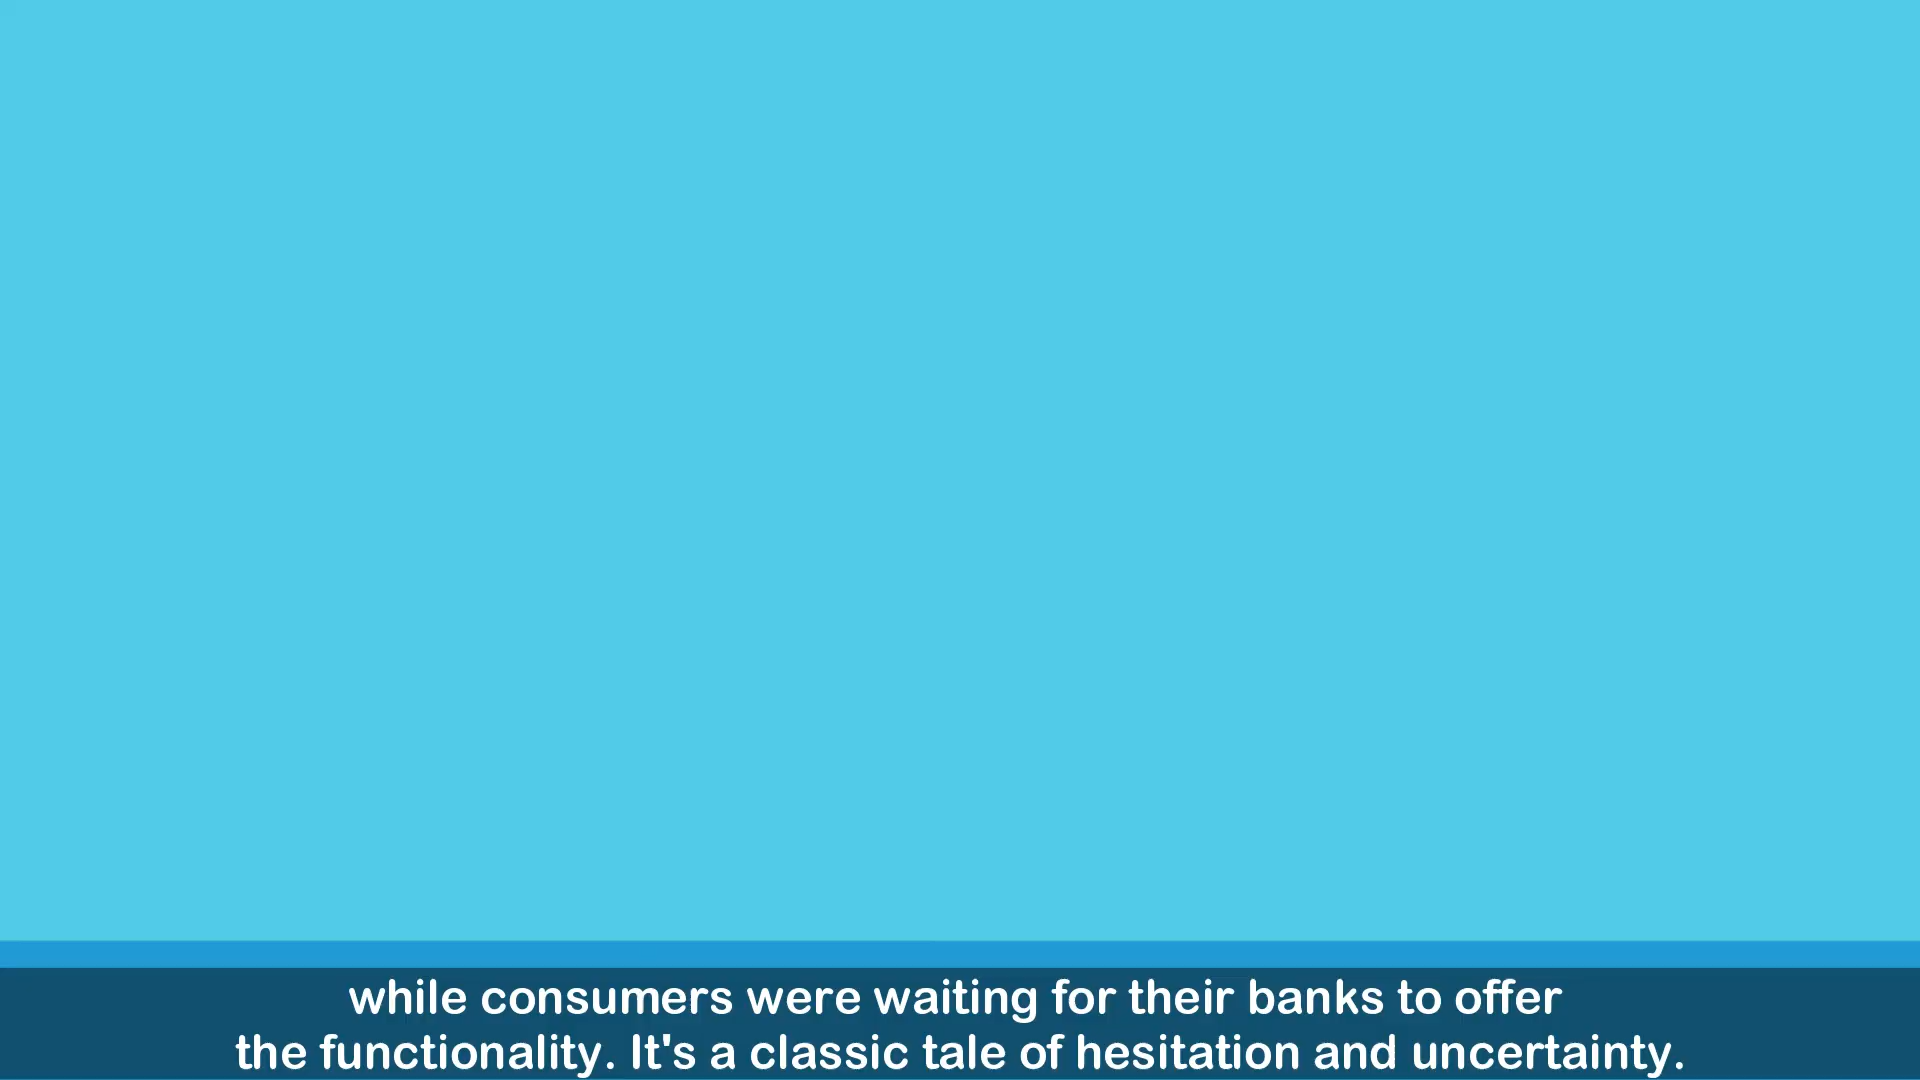 while consumers were waiting for their banks to offer
the functionality. It's a classic tale of hesitation and uncertainty.